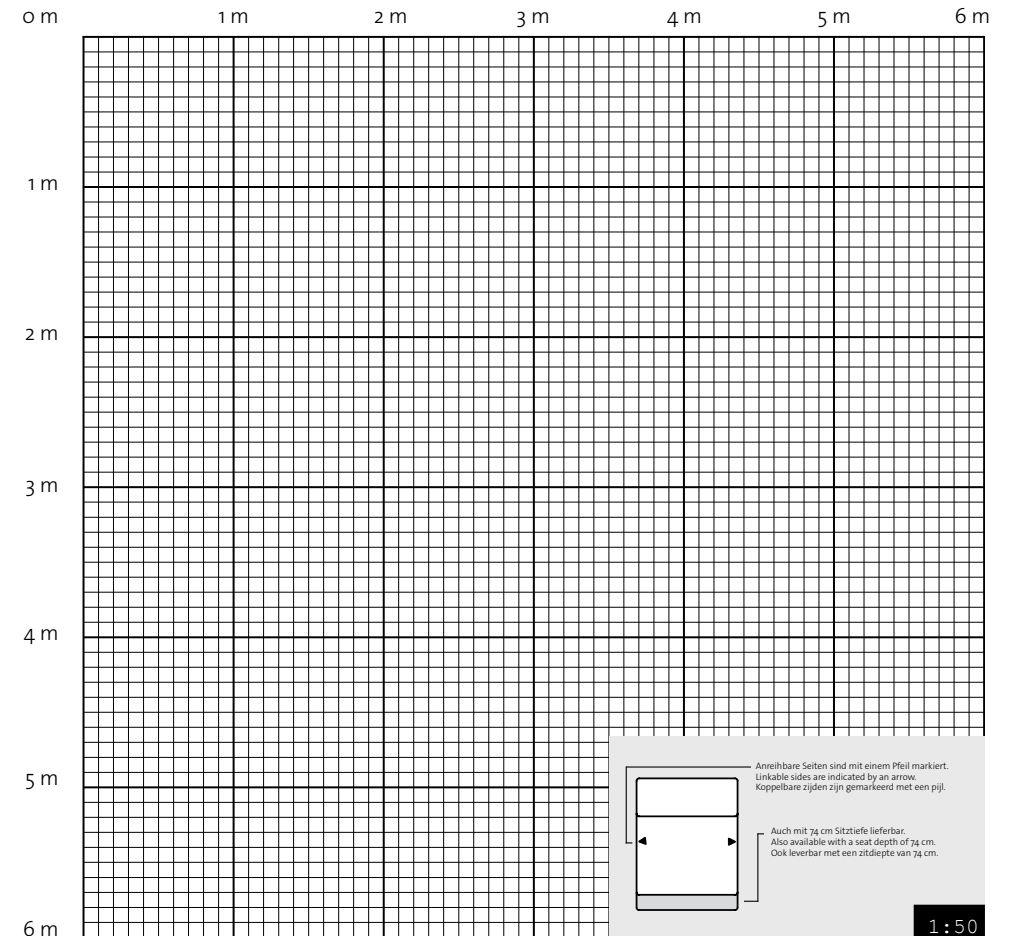 0 m 1 m 2 m 3 m 4 m 5 m 6 m
1 m
2 m
3 m
4 m
5 m
6 m
Anreihbare Seiten sind mit einem Pfeil markiert.
Linkable sides are indicated by an arrow.
Koppelbare zijden zijn gemarkeerd met een pijl.
Auch mit 74 cm Sitztiefe lieferbar.
Also available with a seat depth of 74 cm.
Ook leverbar met een zitdiepte van 74 cm.
1:50